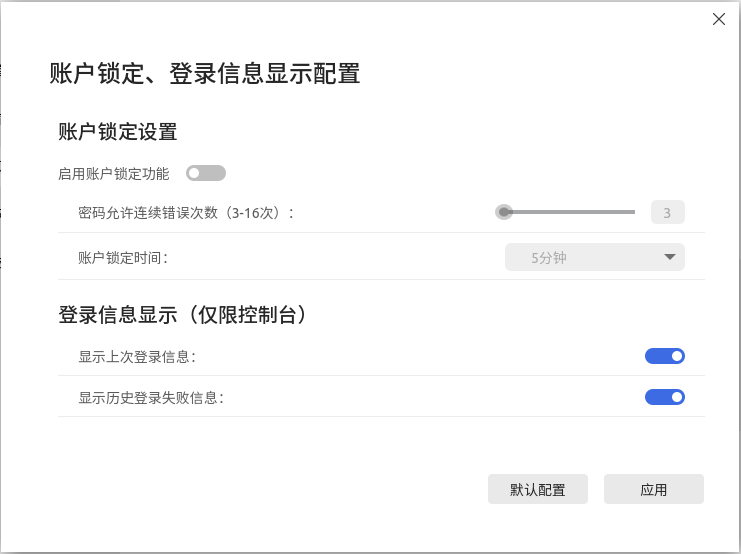 账户锁定、登录信息显示配置
账户锁定设置
启用账户锁定功能
密码允许连续错误次数（3-16次）：
3
账户锁定时间：
5分钟
登录信息显示（仅限控制台）
显示上次登录信息：
显示历史登录失败信息：
默认配置
应用